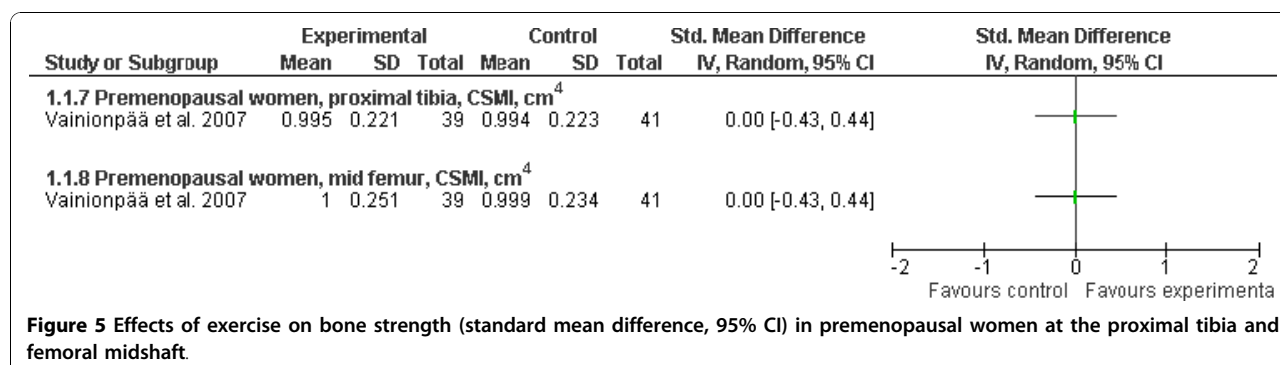 Experimental Control Std. Mean Difference Std. Mean Difference
Study or Subgroup Mean SD Total Mean SD Total IV, Random, 95% CI IV, Random, 95% CI
1.1.7 Premenopausal women, proximal tibia, CSMI, cm⁴
Vainionpää et al. 2007 0.995 0.221 39 0.994 0.223 41 0.00 [-0.43, 0.44]
1.1.8 Premenopausal women, mid femur, CSMI, cm⁴
Vainionpää et al. 2007 1 0.251 39 0.999 0.234 41 0.00 [-0.43, 0.44]
-2 -1 0 1 2
Favours control Favours experimenta
Figure 5 Effects of exercise on bone strength (standard mean difference, 95% CI) in premenopausal women at the proximal tibia and
femoral midshaft.